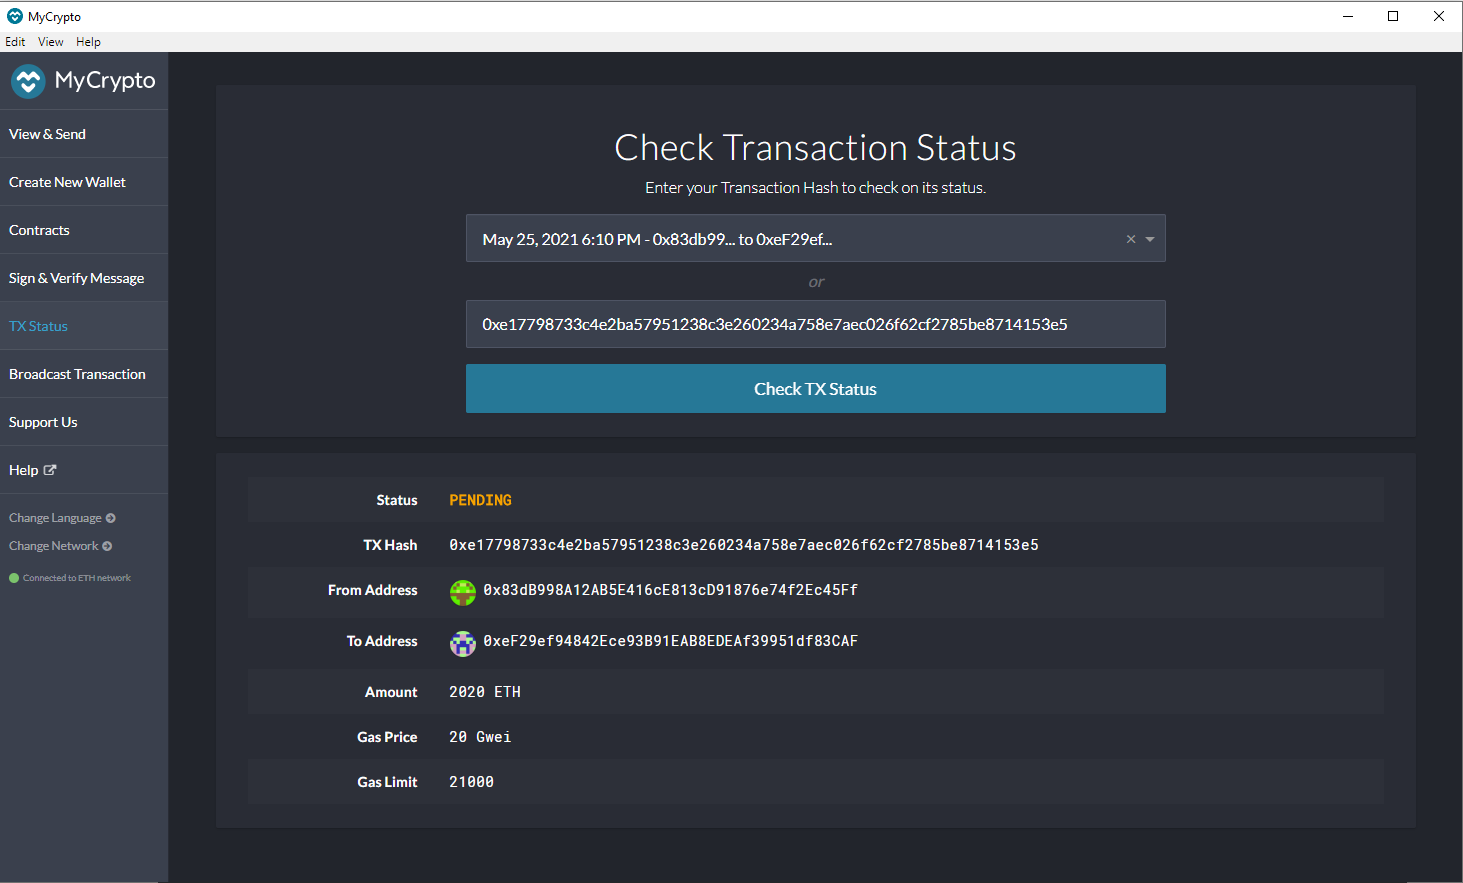 MyCrypto
Edit View Help
MyCrypto
View & Send
Create New Wallet
Contracts
Sign & Verify Message
TX Status
Broadcast Transaction
Support Us
Help
Change Language
Change Network
Connected to ETH network
Check Transaction Status
Enter your Transaction Hash to check on its status.
May 25, 2021 6:10 PM - 0x83db99... to 0xeF29ef...
or
0xe17798733c4e2ba57951238c3e260234a758e7aec026f62cf2785be8714153e5
Check TX Status
Status PENDING
TX Hash 0xe17798733c4e2ba57951238c3e260234a758e7aec026f62cf2785be8714153e5
From Address 0x83dB998A12AB5E416cE813cD91876e74f2Ec45Ff
To Address 0xeF29ef94842Ece93B91EAB8EDEAf39951df83CAF
Amount 2020 ETH
Gas Price 20 Gwei
Gas Limit 21000